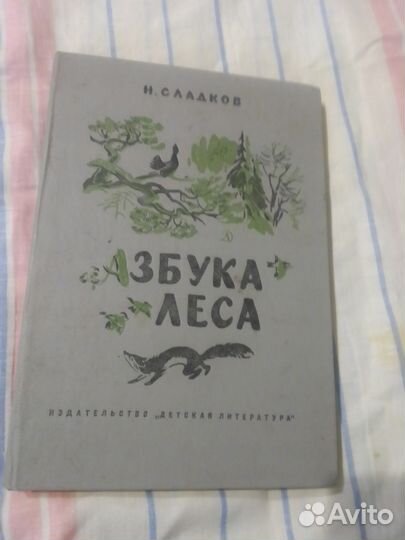 Н. СЛАДКОВ
АЗБУКА
ЛЕСА
ИЗДАТЕЛЬСТВО „ДЕТСКАЯ ЛИТЕРАТУРА"
Avito